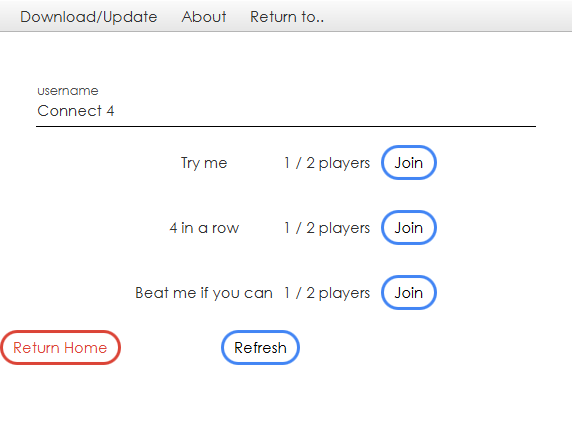 Download/Update About Return to..
username
Connect 4
Try me 1 / 2 players Join
4 in a row 1 / 2 players Join
Beat me if you can 1 / 2 players Join
Return Home Refresh